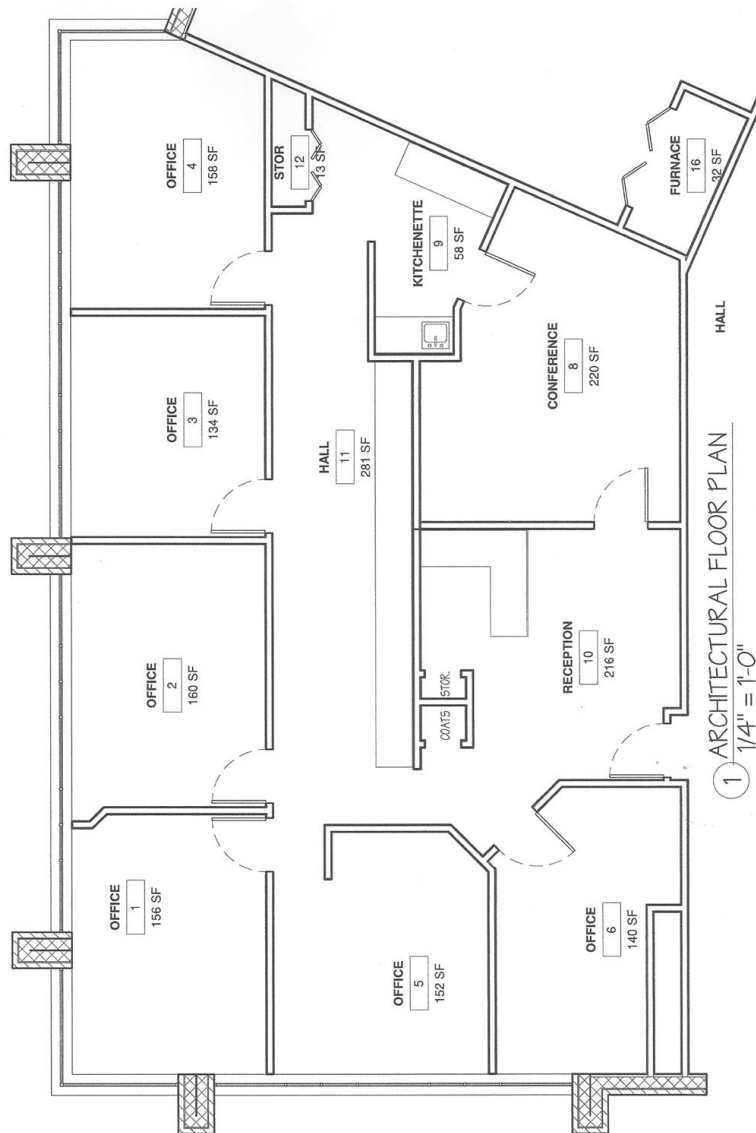 OFFICE
4
158 SF
STOR
12
13 SF
OFFICE
3
134 SF
KITCHENETTE
9
58 SF
FURNACE
16
32 SF
HALL
11
281 SF
CONFERENCE
8
220 SF
HALL
OFFICE
2
160 SF
COATS
STOR.
RECEPTION
10
216 SF
OFFICE
1
156 SF
OFFICE
5
152 SF
OFFICE
6
140 SF
1
ARCHITECTURAL FLOOR PLAN
1/4" = 1'-0"